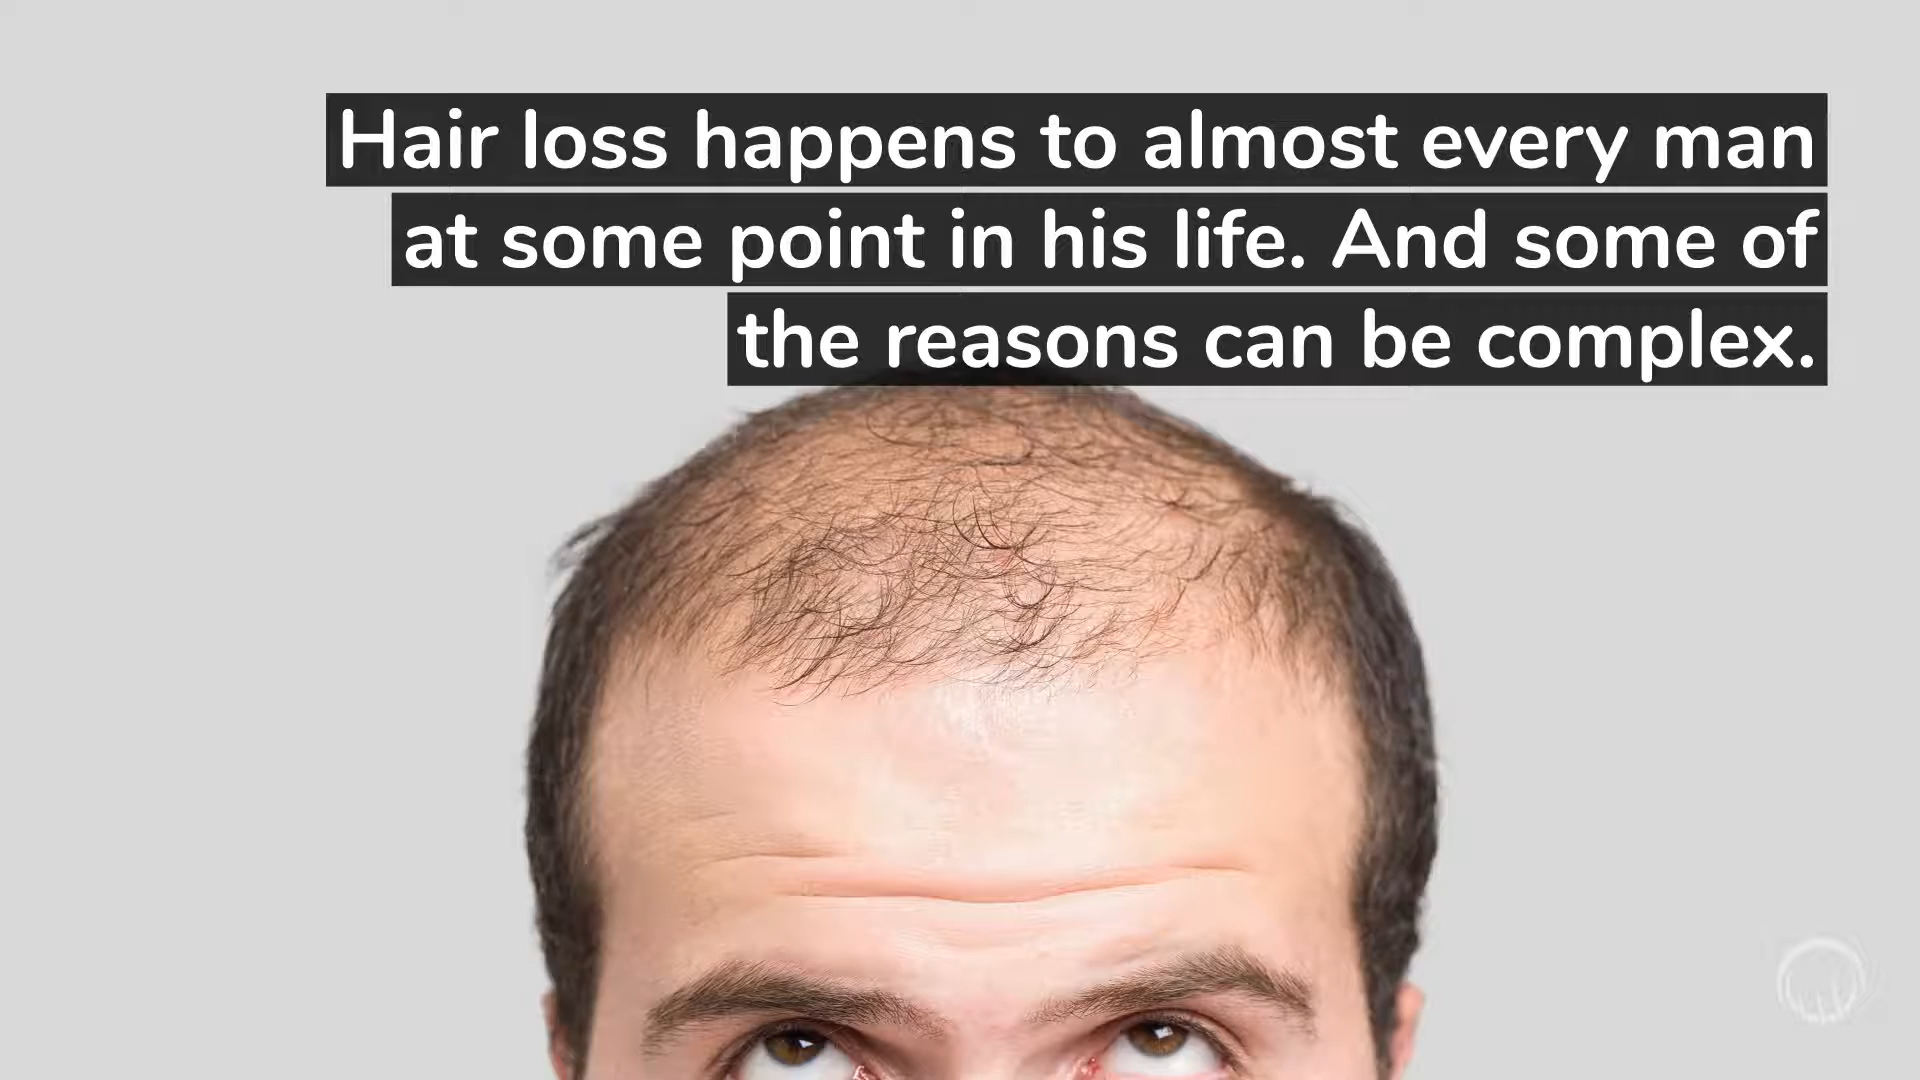 Hair loss happens to almost every man
at some point in his life. And some of
the reasons can be complex.